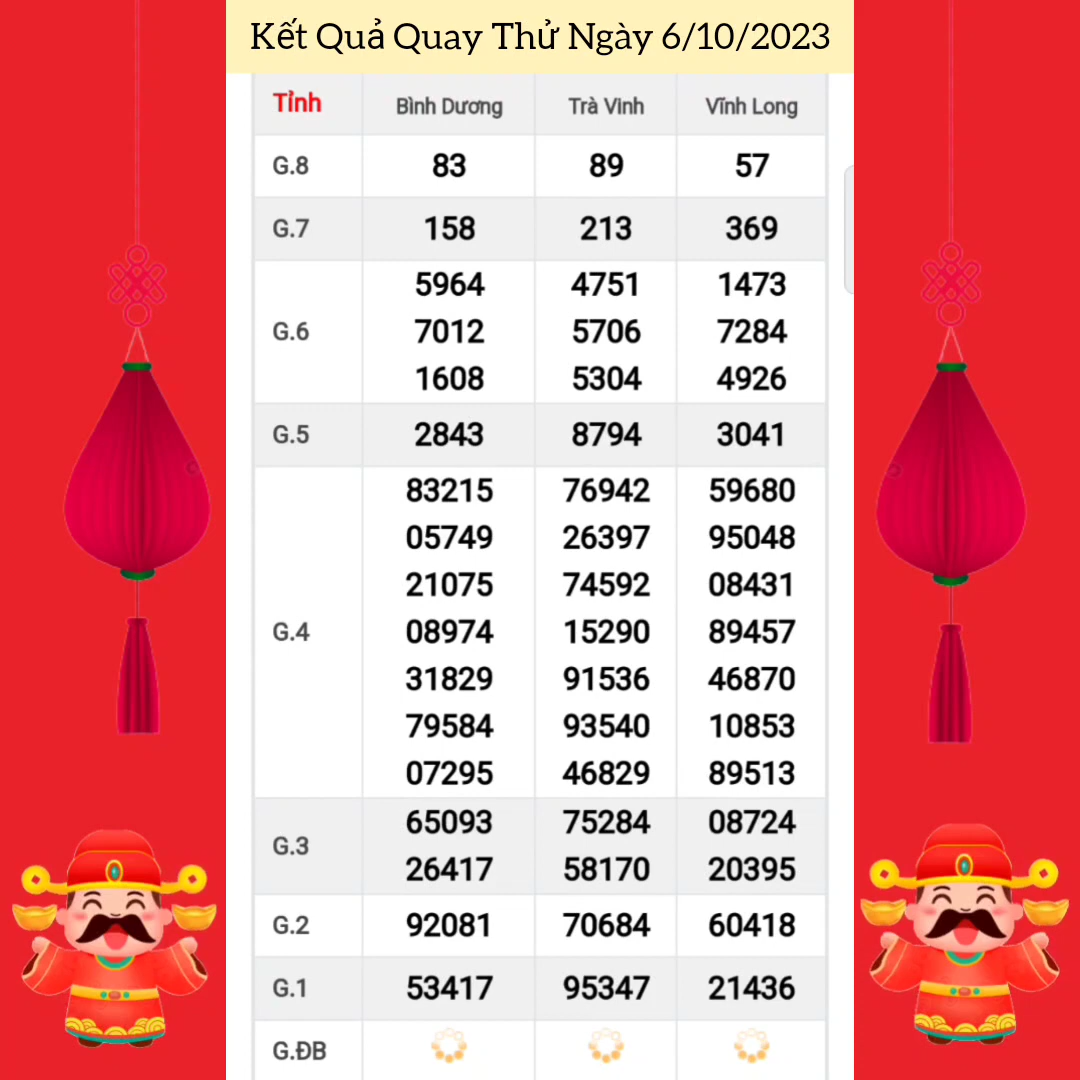 Kết Quả Quay Thử Ngày 6/10/2023
Tỉnh Bình Dương Trà Vinh Vĩnh Long
G.8 83 89 57
G.7 158 213 369
5964 4751 1473
G.6 7012 5706 7284
1608 5304 4926
G.5 2843 8794 3041
83215 76942 59680
05749 26397 95048
21075 74592 08431
G.4 08974 15290 89457
31829 91536 46870
79584 93540 10853
07295 46829 89513
65093 75284 08724
G.3
26417 58170 20395
G.2 92081 70684 60418
G.1 53417 95347 21436
G.ĐB